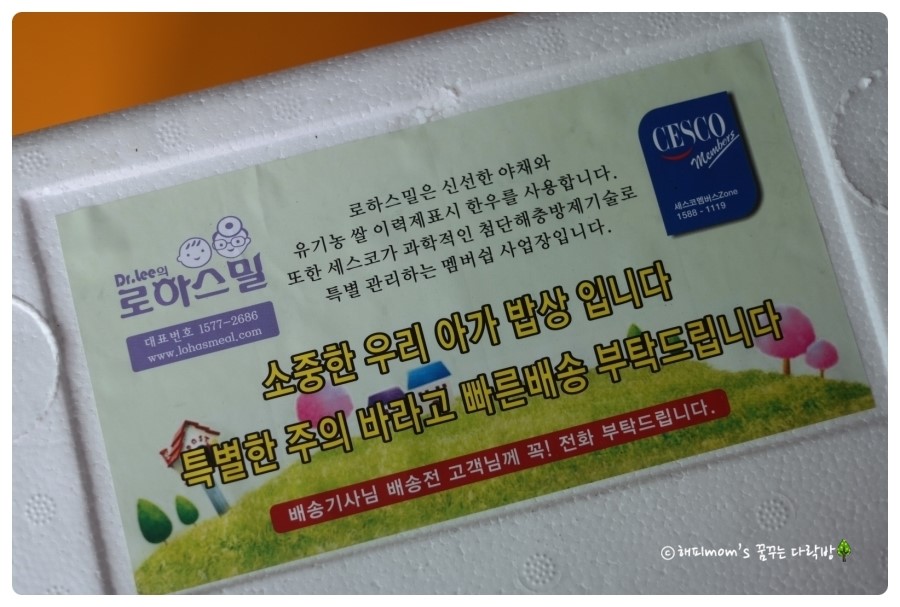 로하스밀은 신선한 야채와
유기농 쌀 이력제표시 한우를 사용합니다.
또한 세스코가 과학적인 첨단해충방제기술로
특별 관리하는 멤버쉽 사업장입니다.
CESCO
Members
세스코멤버스Zone
1588 - 1119
Dr.Lee의
로하스밀
대표번호 1577-2686
www.lohasmeal.com
소중한 우리 아가 밥상 입니다
특별한 주의 바라고 빠른배송 부탁드립니다
배송기사님 배송전 고객님께 꼭! 전화 부탁드립니다.
ⓒ해피mom's 꿈꾸는 다락방